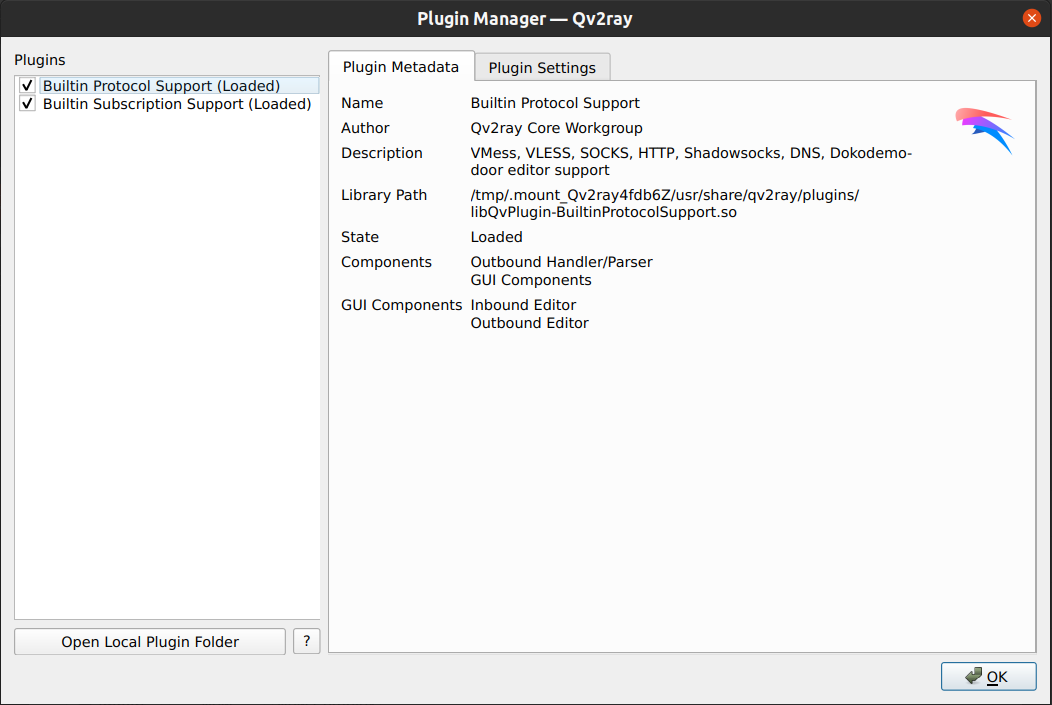 Plugin Manager — Qv2ray
Plugins
Builtin Protocol Support (Loaded)
Builtin Subscription Support (Loaded)
Open Local Plugin Folder
?
Plugin Metadata
Plugin Settings
Name Builtin Protocol Support
Author Qv2ray Core Workgroup
Description VMess, VLESS, SOCKS, HTTP, Shadowsocks, DNS, Dokodemo-
door editor support
Library Path /tmp/.mount_Qv2ray4fdb6Z/usr/share/qv2ray/plugins/
libQvPlugin-BuiltinProtocolSupport.so
State Loaded
Components Outbound Handler/Parser
GUI Components
GUI Components Inbound Editor
Outbound Editor
OK